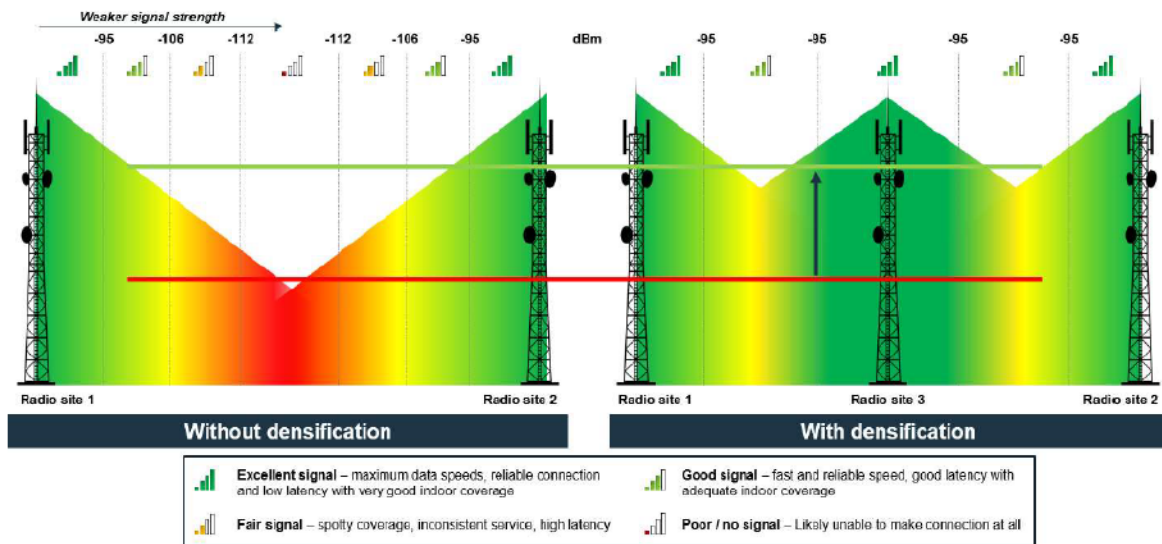 Weaker signal strength
-95 -106 -112 -112 -106 -95 dBm -95 -95 -95 -95
Radio site 1 Radio site 2 Radio site 1 Radio site 3 Radio site 2
Without densification With densification
Excellent signal – maximum data speeds, reliable connection
and low latency with very good indoor coverage
Good signal – fast and reliable speed, good latency with
adequate indoor coverage
Fair signal – spotty coverage, inconsistent service, high latency
Poor / no signal – Likely unable to make connection at all